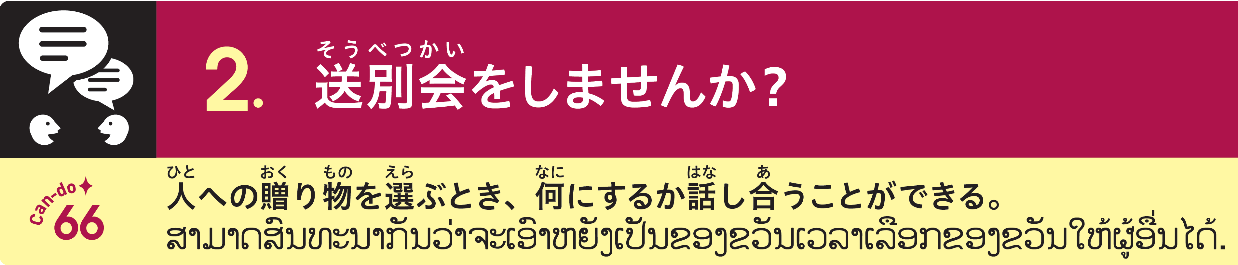 そうべつかい
2. 送別会をしませんか？
ひと おく もの えら なに はな あ
Can-do 66
人への贈り物を選ぶとき、何にするか話し合うことができる。
ສາມາດສົນທະນາກັນວ່າຈະເອົາຫຍັງເປັນຂອງຂວັນເວລາເລືອກຂອງຂວັນໃຫ້ຜູ້ອື່ນໄດ້.